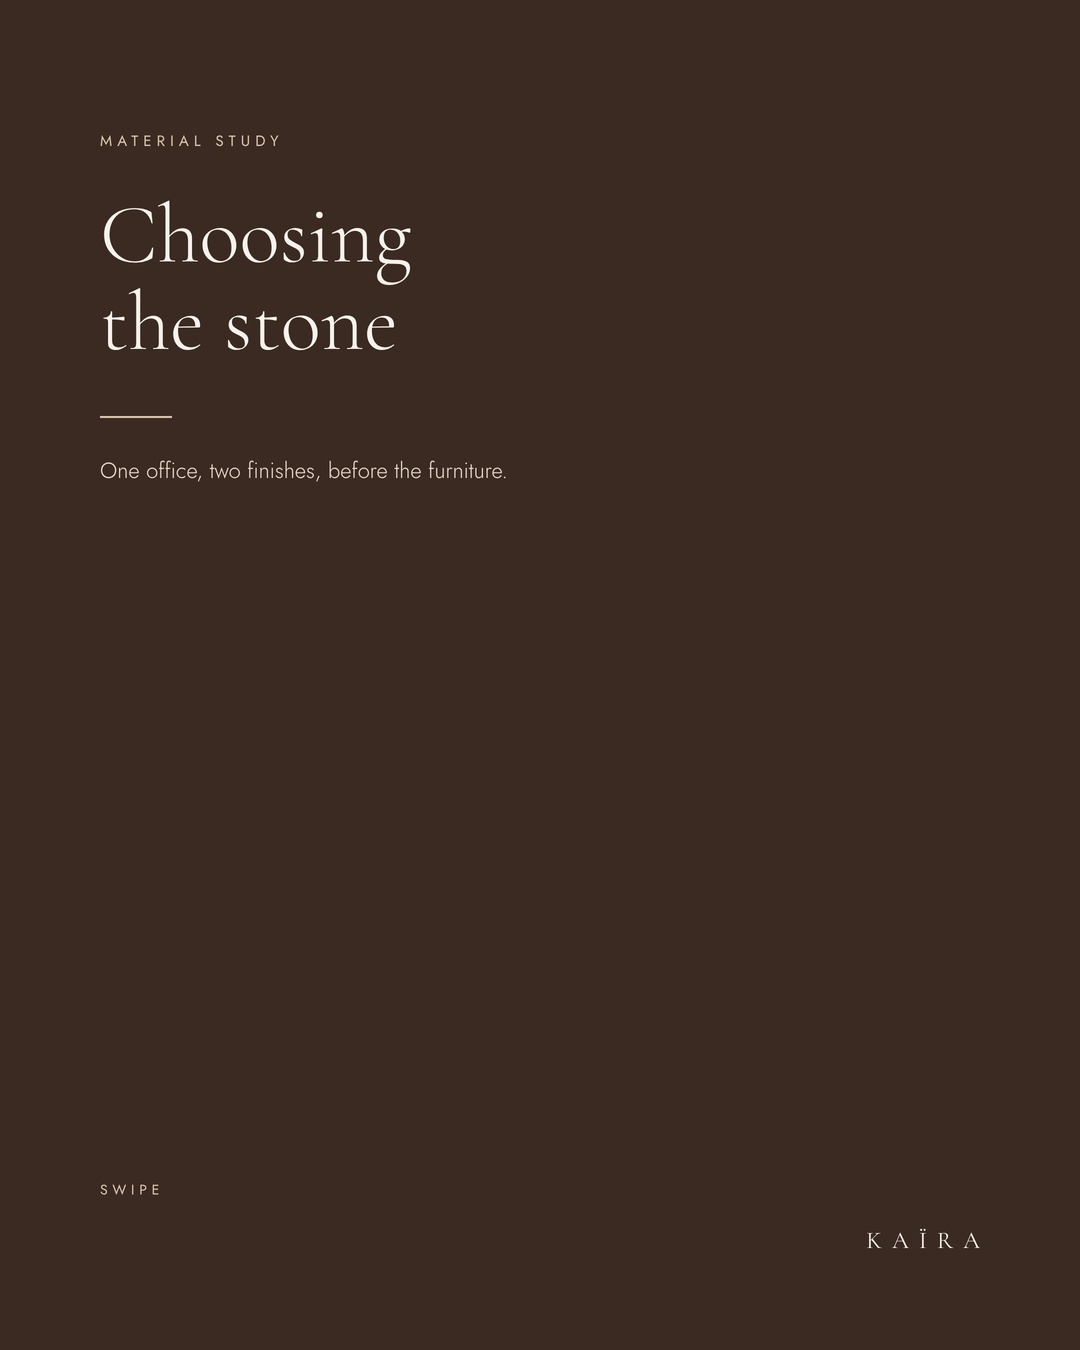 MATERIAL STUDY
Choosing
the stone
One office, two finishes, before the furniture.
SWIPE
KAÏRA